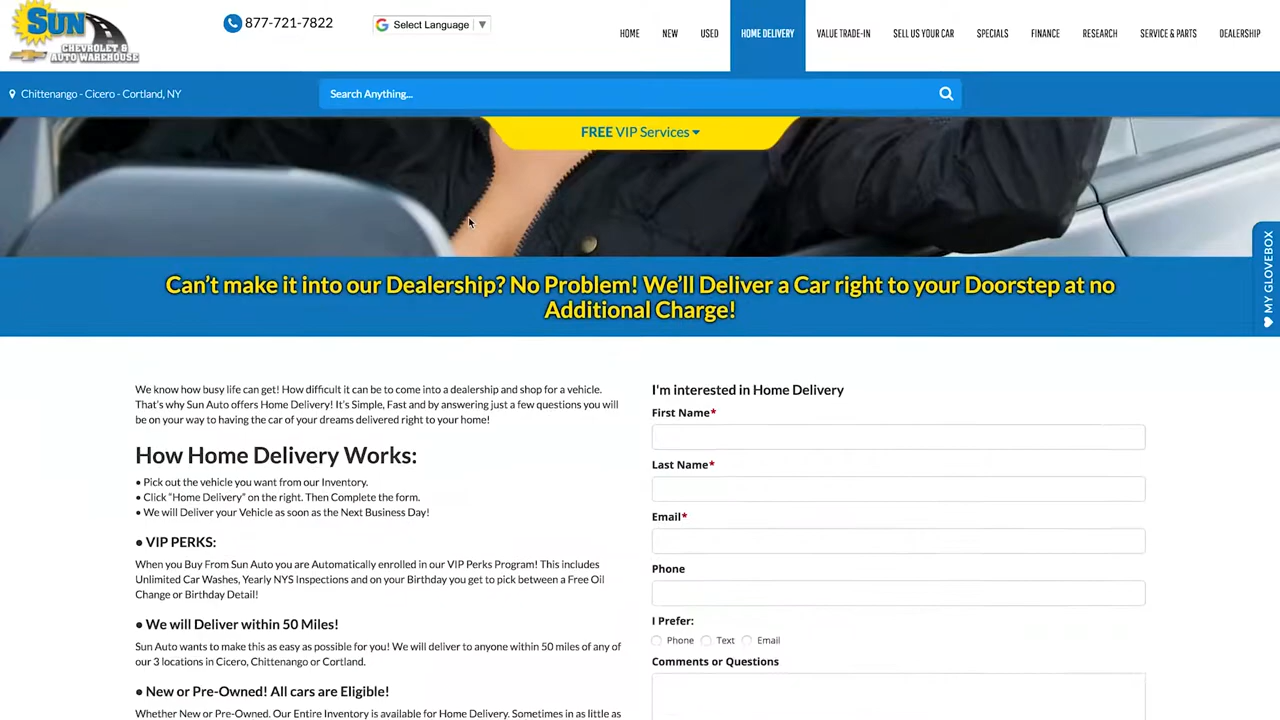 SUN
CHEVROLET &
AUTO WAREHOUSE
877-721-7822
Select Language ▼
HOME
NEW
USED
HOME DELIVERY
VALUE TRADE-IN
SELL US YOUR CAR
SPECIALS
FINANCE
RESEARCH
SERVICE & PARTS
DEALERSHIP
Chittenango - Cicero - Cortland, NY
Search Anything...
FREE VIP Services
MY GLOVEBOX
Can’t make it into our Dealership? No Problem! We’ll Deliver a Car right to your Doorstep at no
Additional Charge!
We know how busy life can get! How difficult it can be to come into a dealership and shop for a vehicle.
That’s why Sun Auto offers Home Delivery! It’s Simple, Fast and by answering just a few questions you will
be on your way to having the car of your dreams delivered right to your home!
How Home Delivery Works:
• Pick out the vehicle you want from our Inventory.
• Click “Home Delivery” on the right. Then Complete the form.
• We will Deliver your Vehicle as soon as the Next Business Day!
• VIP PERKS:
When you Buy From Sun Auto you are Automatically enrolled in our VIP Perks Program! This includes
Unlimited Car Washes, Yearly NYS Inspections and on your Birthday you get to pick between a Free Oil
Change or Birthday Detail!
• We will Deliver within 50 Miles!
Sun Auto wants to make this as easy as possible for you! We will deliver to anyone within 50 miles of any of
our 3 locations in Cicero, Chittenango or Cortland.
• New or Pre-Owned! All cars are Eligible!
Whether New or Pre-Owned. Our Entire Inventory is available for Home Delivery. Sometimes in as little as
I'm interested in Home Delivery
First Name*
Last Name*
Email*
Phone
I Prefer:
Phone Text Email
Comments or Questions